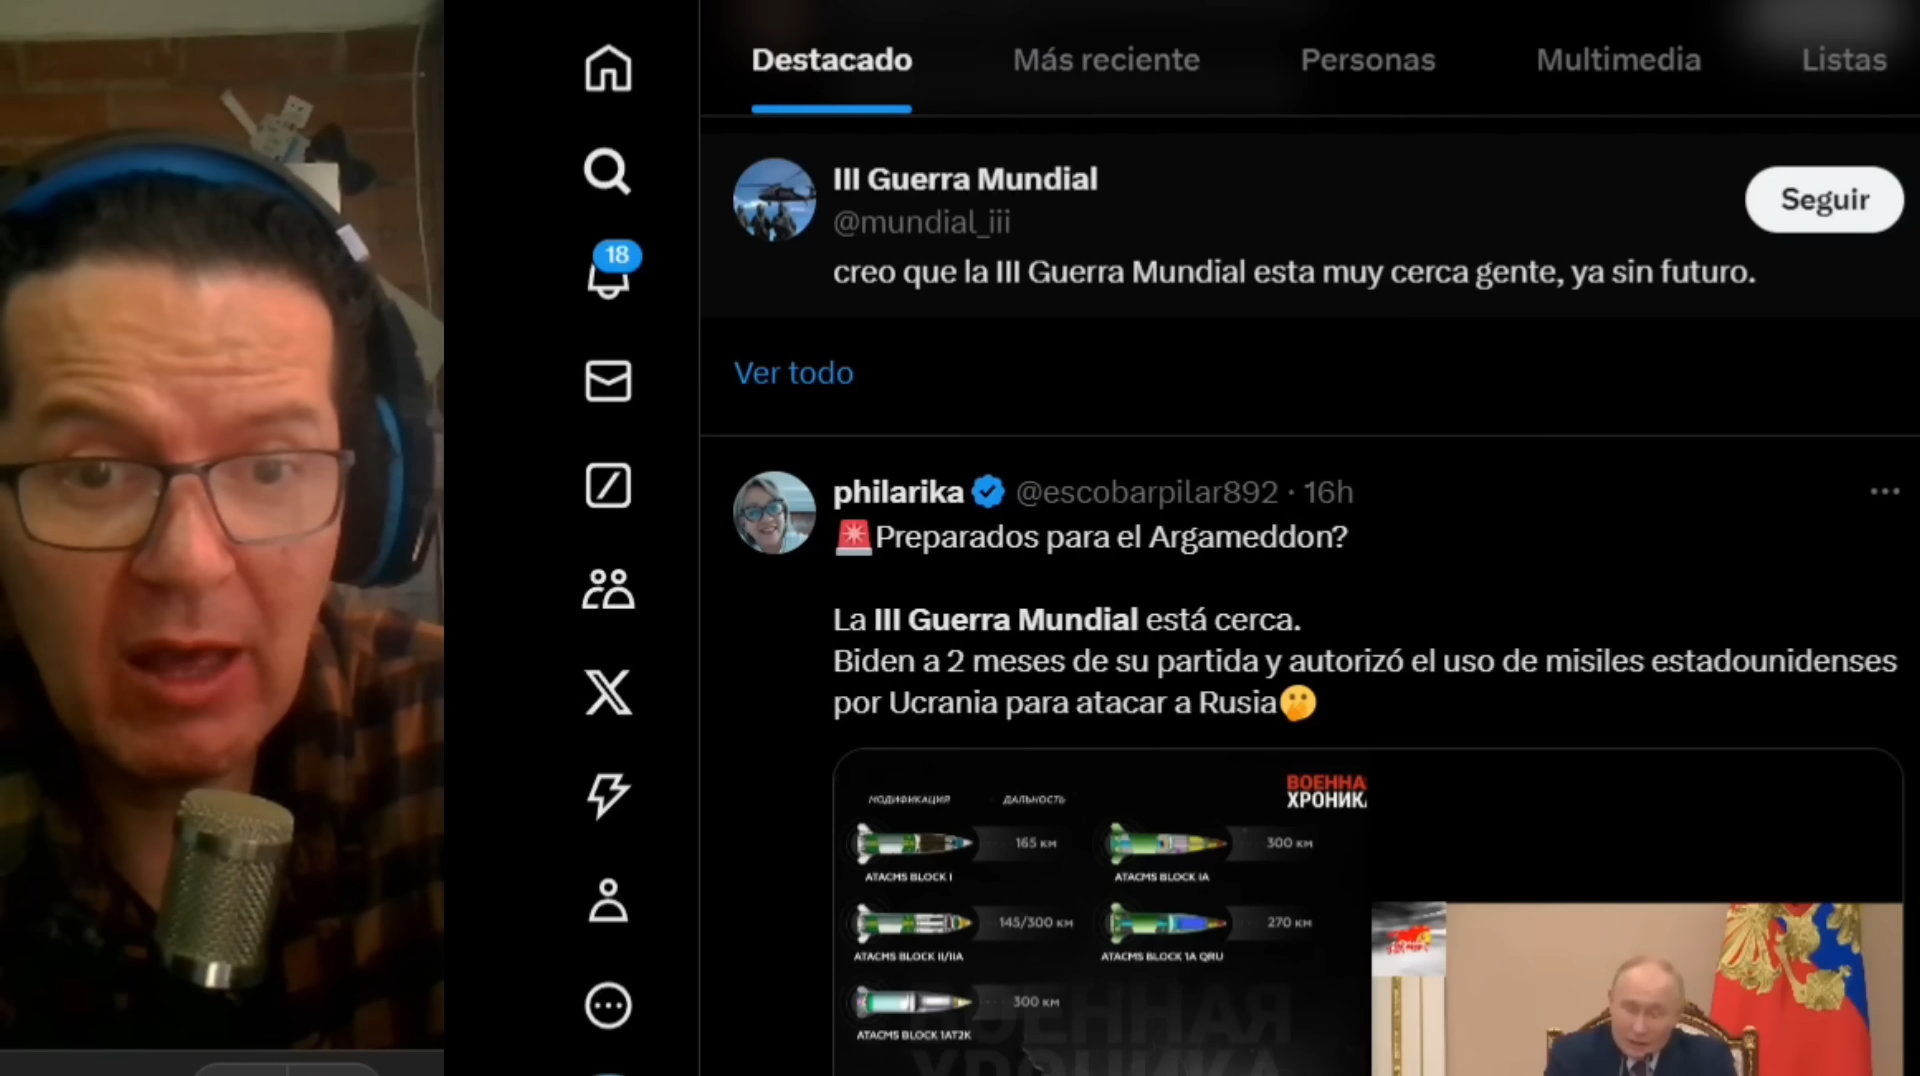 Destacado
Más reciente
Personas
Multimedia
Listas
III Guerra Mundial
@mundial_iii
Seguir
creo que la III Guerra Mundial esta muy cerca gente, ya sin futuro.
18
Ver todo
philarika @escobarpilar892 · 16h
🚨Preparados para el Argameddon?
La III Guerra Mundial está cerca.
Biden a 2 meses de su partida y autorizó el uso de misiles estadounidenses
por Ucrania para atacar a Rusia🫢
МОДИФИКАЦИЯ
ДАЛЬНОСТЬ
ВОЕННА
ХРОНИК
165 КМ
ATACMS BLOCK I
300 КМ
ATACMS BLOCK IA
145/300 КМ
ATACMS BLOCK II/IIA
270 КМ
ATACMS BLOCK 1A QRU
300 КМ
ATACMS BLOCK 1AT2K
ВОЕННАЯ
ХРОНИКА